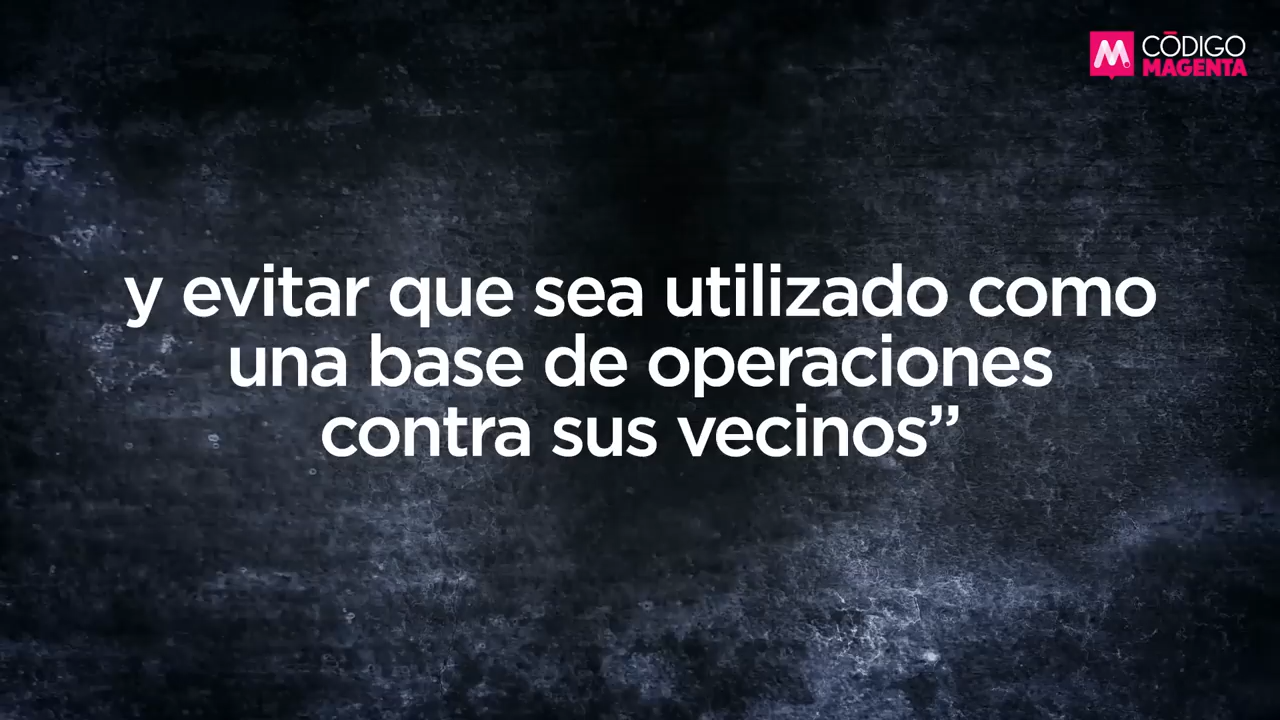 M CÓDIGO
MAGENTA
y evitar que sea utilizado como
una base de operaciones
contra sus vecinos”